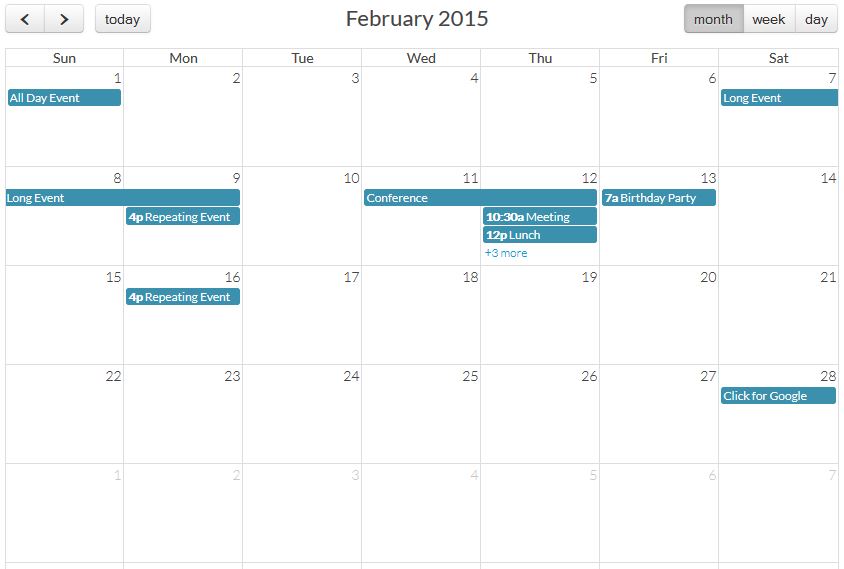 today
February 2015
month week day
Sun Mon Tue Wed Thu Fri Sat
1 2 3 4 5 6 7
All Day Event
Long Event
8 9 10 11 12 13 14
Long Event
Conference
7a Birthday Party
4p Repeating Event
10:30a Meeting
12p Lunch
+3 more
15 16 17 18 19 20 21
4p Repeating Event
22 23 24 25 26 27 28
Click for Google
1 2 3 4 5 6 7